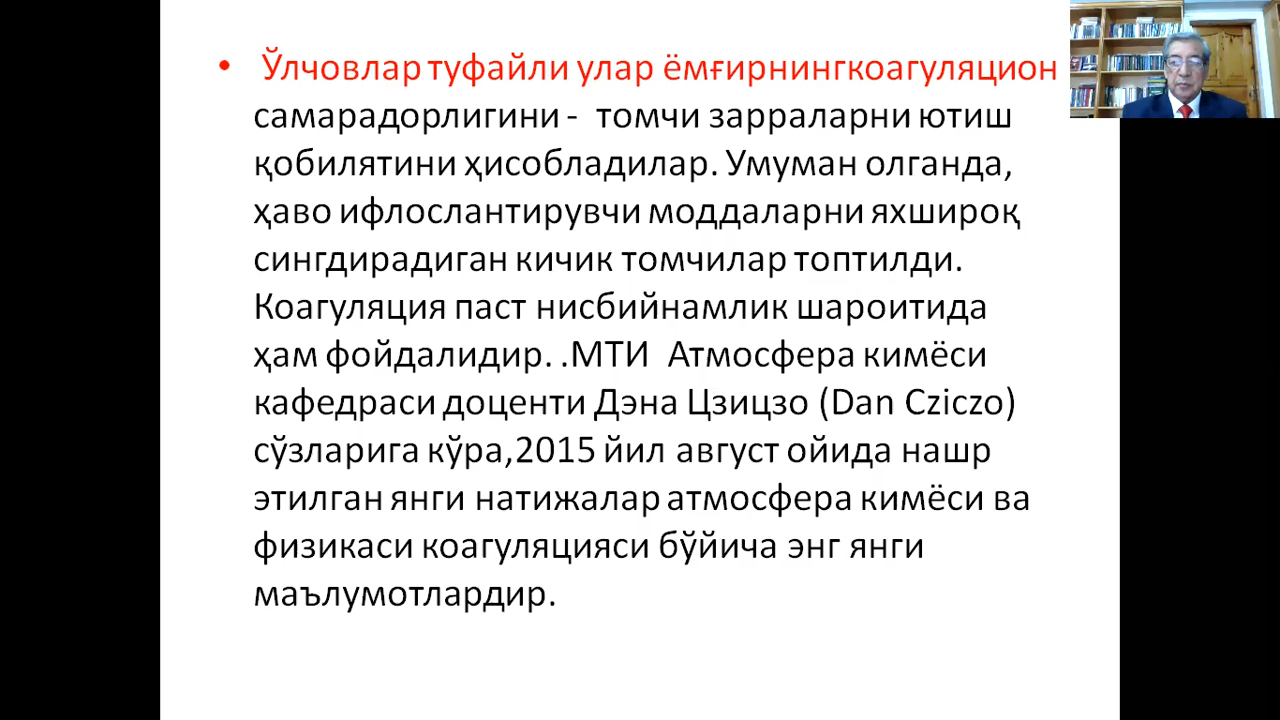 • Ўлчовлар туфайли улар ёмғирнингкоагуляцион
самарадорлигини - томчи зарраларни ютиш
қобилятини ҳисобладилар. Умуман олганда,
ҳаво ифлослантирувчи моддаларни яхшироқ
сингдирадиган кичик томчилар топтилди.
Коагуляция паст нисбийнамлик шароитида
ҳам фойдалидир. .МТИ Атмосфера кимёси
кафедраси доценти Дэна Цзицзо (Dan Cziczo)
сўзларига кўра,2015 йил август ойида нашр
этилган янги натижалар атмосфера кимёси ва
физикаси коагуляцияси бўйича энг янги
маълумотлардир.